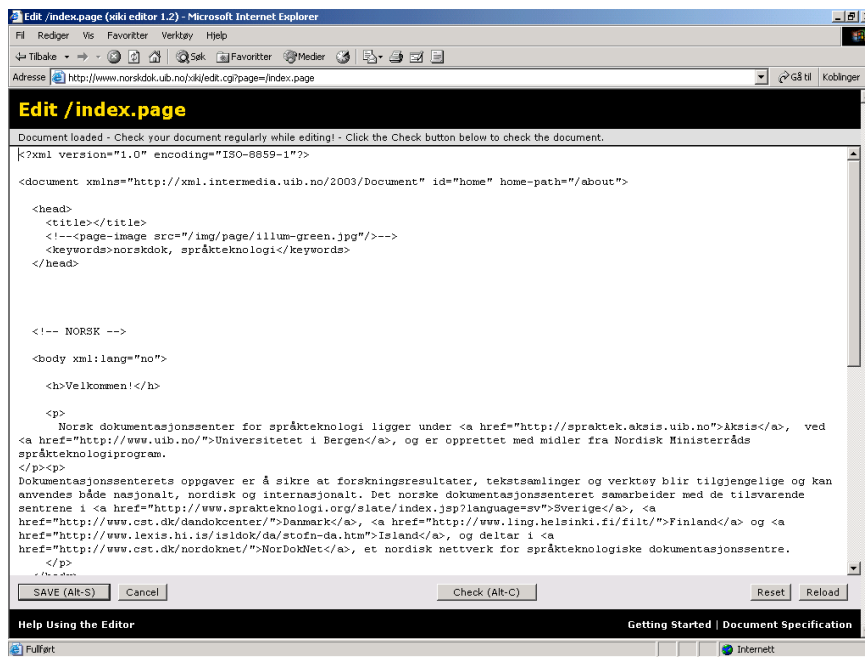 Edit /index.page (xiki editor 1.2) - Microsoft Internet Explorer
Fil Rediger Vis Favoritter Verktøy Hjelp
Tilbake Søk Favoritter Medier
Adresse http://www.norskdok.uib.no/xiki/edit.cgi?page=/index.page Gå til Koblinger
Edit /index.page
Document loaded - Check your document regularly while editing! - Click the Check button below to check the document.
<?xml version="1.0" encoding="ISO-8859-1"?>
<document xmlns="http://xml.intermedia.uib.no/2003/Document" id="home" home-path="/about">
<head>
<title></title>
<!--<page-image src="/img/page/illum-green.jpg"/>-->
<keywords>norskdok, språkteknologi</keywords>
</head>
<!-- NORSK -->
<body xml:lang="no">
<h>Velkommen!</h>
<p>
Norsk dokumentasjonssenter for språkteknologi ligger under <a href="http://spraktek.aksis.uib.no">Aksis</a>, ved
<a href="http://www.uib.no/">Universitetet i Bergen</a>, og er opprettet med midler fra Nordisk Ministerråds
språkteknologiprogram.
</p><p>
Dokumentasjonssenterets oppgaver er å sikre at forskningsresultater, tekstsamlinger og verktøy blir tilgjengelige og kan
anvendes både nasjonalt, nordisk og internasjonalt. Det norske dokumentasjonssenteret samarbeider med de tilsvarende
sentrene i <a href="http://www.sprakteknologi.org/slate/index.jsp?language=sv">Sverige</a>, <a
href="http://www.cst.dk/dandokcenter/">Danmark</a>, <a href="http://www.ling.helsinki.fi/filt/">Finland</a> og <a
href="http://www.lexis.hi.is/isldok/da/stofn-da.htm">Island</a>, og deltar i <a
href="http://www.cst.dk/nordoknet/">NorDokNet</a>, et nordisk nettverk for språkteknologiske dokumentasjonssentre.
</p>
</body>
SAVE (Alt-S) Cancel Check (Alt-C) Reset Reload
Help Using the Editor Getting Started | Document Specification
Fullført Internett